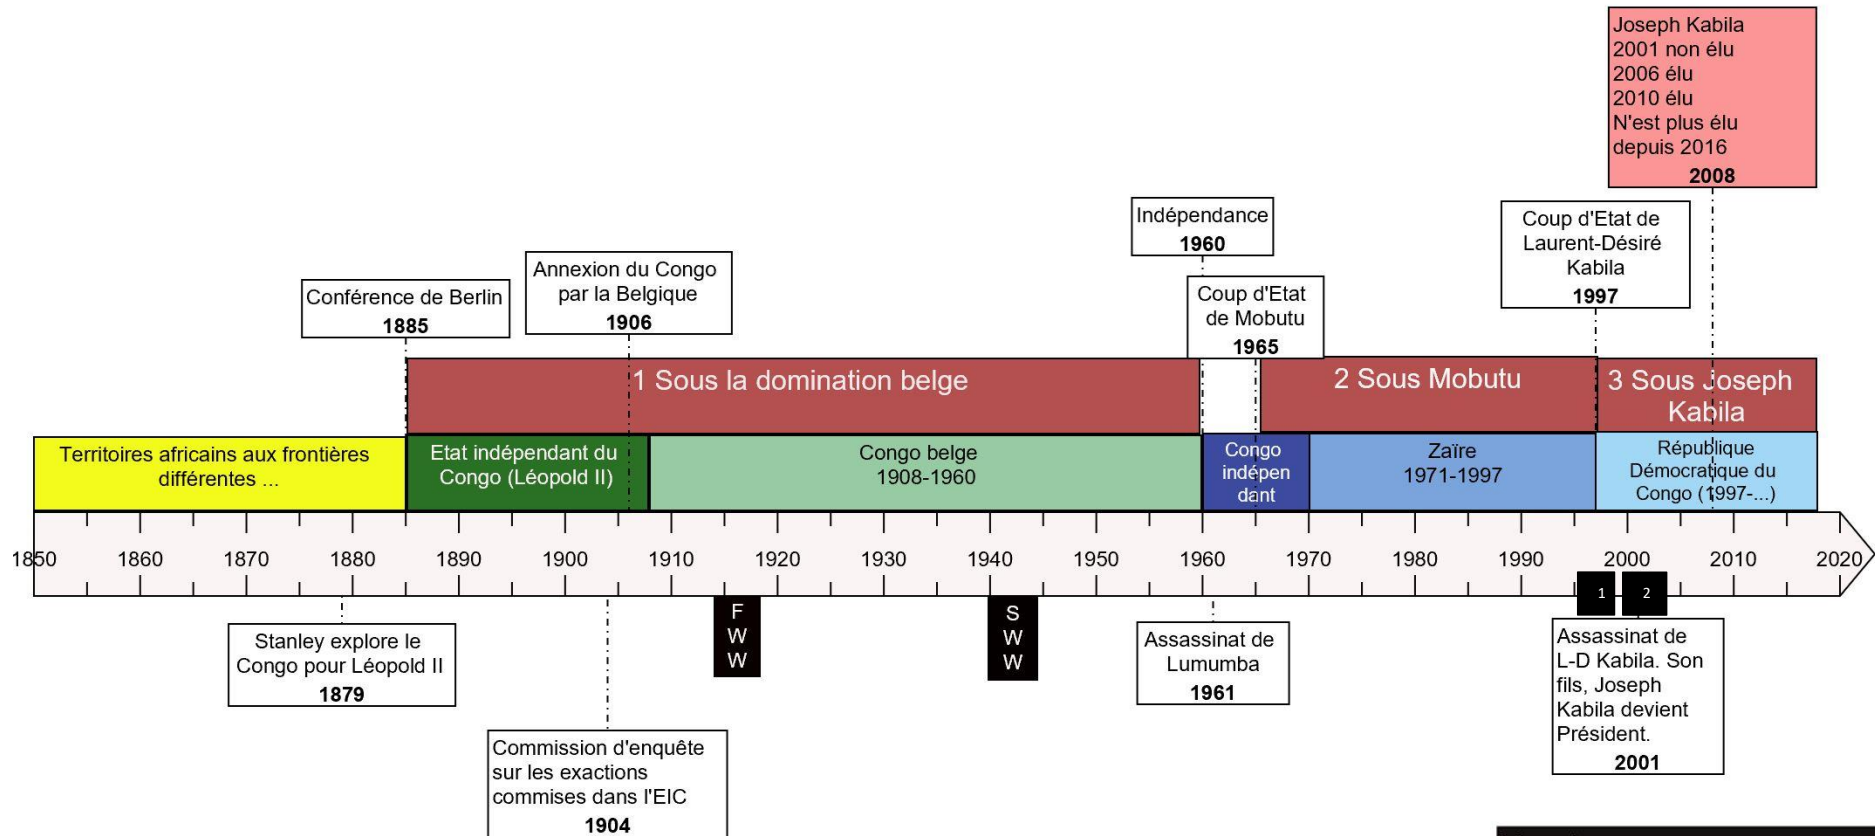 Joseph Kabila
2001 non élu
2006 élu
2010 élu
N'est plus élu
depuis 2016
2008
Indépendance
1960
Coup d'Etat de
Laurent-Désiré
Kabila
1997
Annexion du Congo
par la Belgique
1906
Conférence de Berlin
1885
Coup d'Etat
de Mobutu
1965
1 Sous la domination belge
2 Sous Mobutu
3 Sous Joseph
Kabila
Territoires africains aux frontières
différentes ...
Etat indépendant du
Congo (Léopold II)
Congo belge
1908-1960
Congo
indépen
dant
Zaïre
1971-1997
République
Démocratique du
Congo (1997-...)
1850 1860 1870 1880 1890 1900 1910 1920 1930 1940 1950 1960 1970 1980 1990 2000 2010 2020
1 2
F
W
W
S
W
W
Stanley explore le
Congo pour Léopold II
1879
Assassinat de
Lumumba
1961
Assassinat de
L-D Kabila. Son
fils, Joseph
Kabila devient
Président.
2001
Commission d'enquête
sur les exactions
commises dans l'EIC
1904